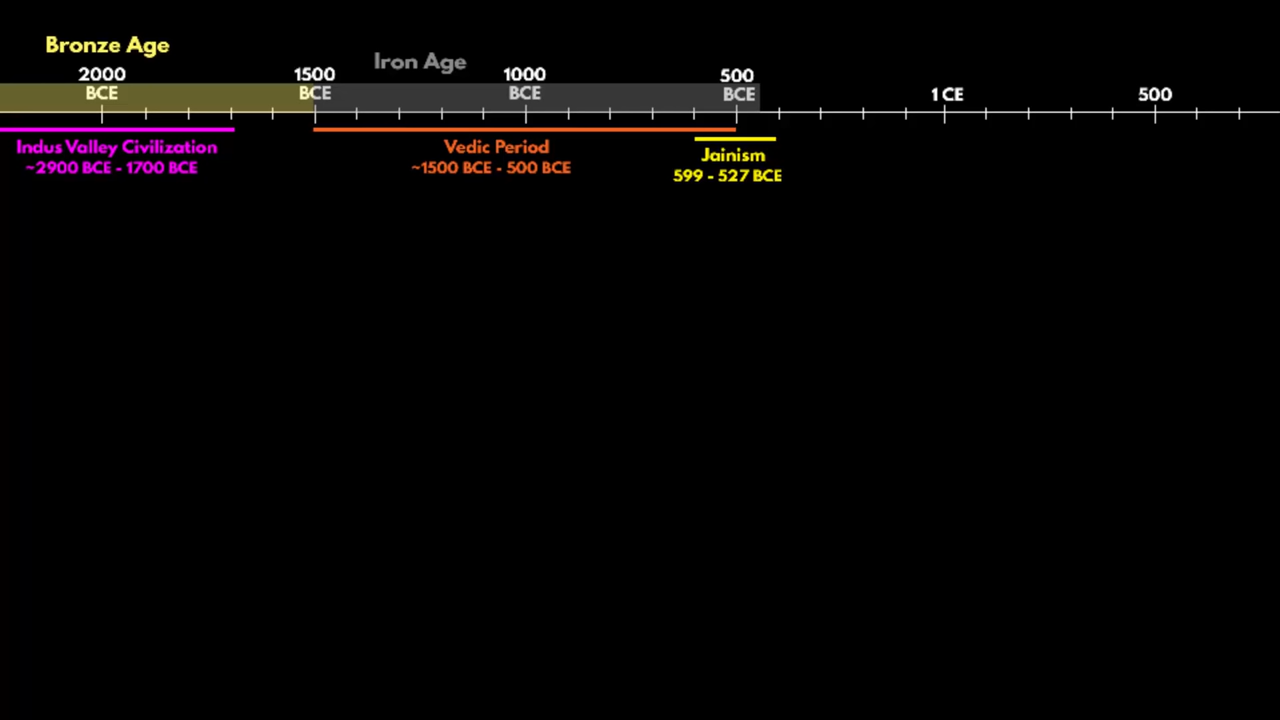 Bronze Age
Iron Age
2000
BCE
1500
BCE
1000
BCE
500
BCE
1 CE
500
Indus Valley Civilization
~2900 BCE - 1700 BCE
Vedic Period
~1500 BCE - 500 BCE
Jainism
599 - 527 BCE